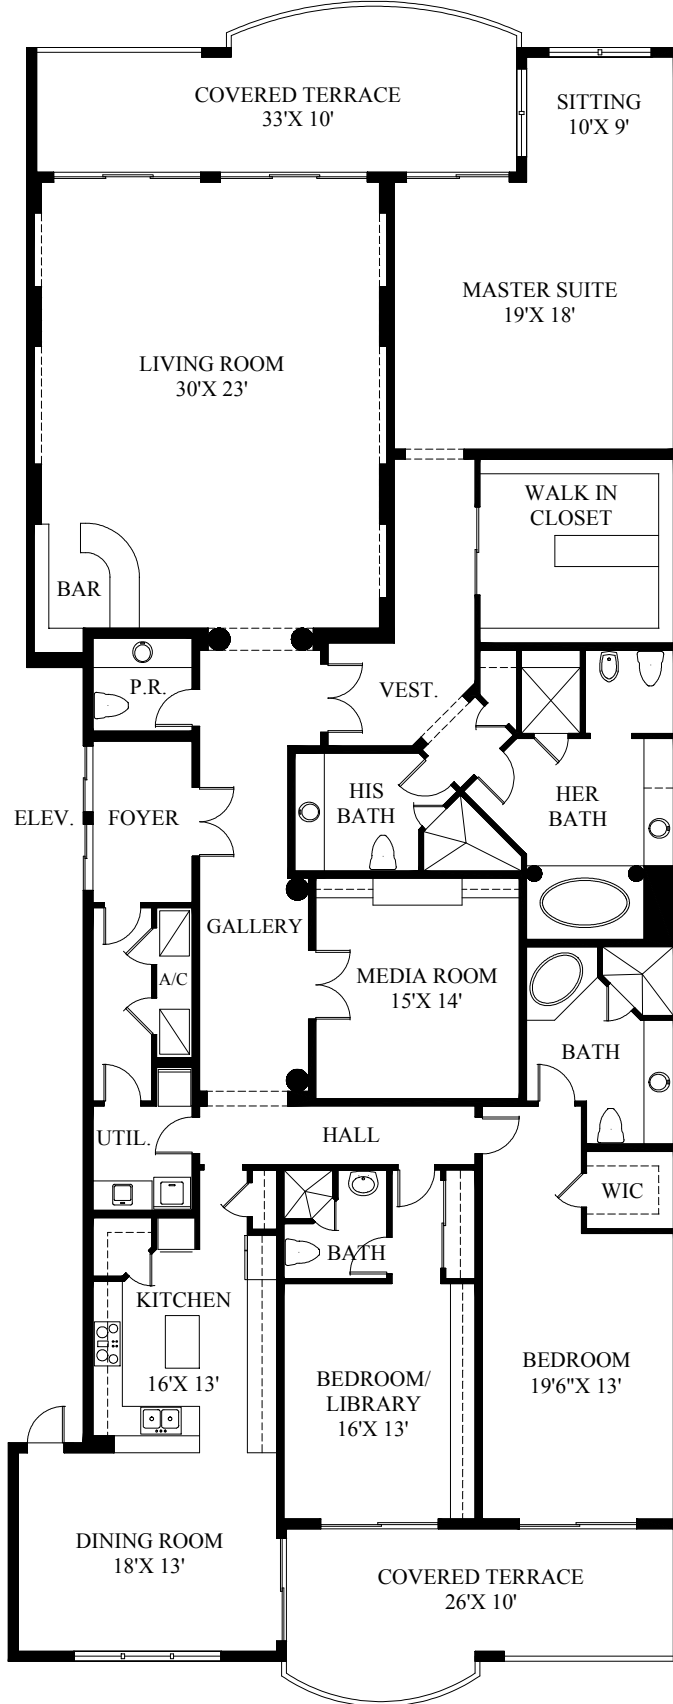 COVERED TERRACE
33'X 10'
SITTING
10'X 9'
MASTER SUITE
19'X 18'
LIVING ROOM
30'X 23'
WALK IN
CLOSET
BAR
P.R.
VEST.
ELEV.
FOYER
HIS
BATH
HER
BATH
GALLERY
A/C
MEDIA ROOM
15'X 14'
BATH
UTIL.
HALL
WIC
BATH
KITCHEN
16'X 13'
BEDROOM/
LIBRARY
16'X 13'
BEDROOM
19'6"X 13'
DINING ROOM
18'X 13'
COVERED TERRACE
26'X 10'